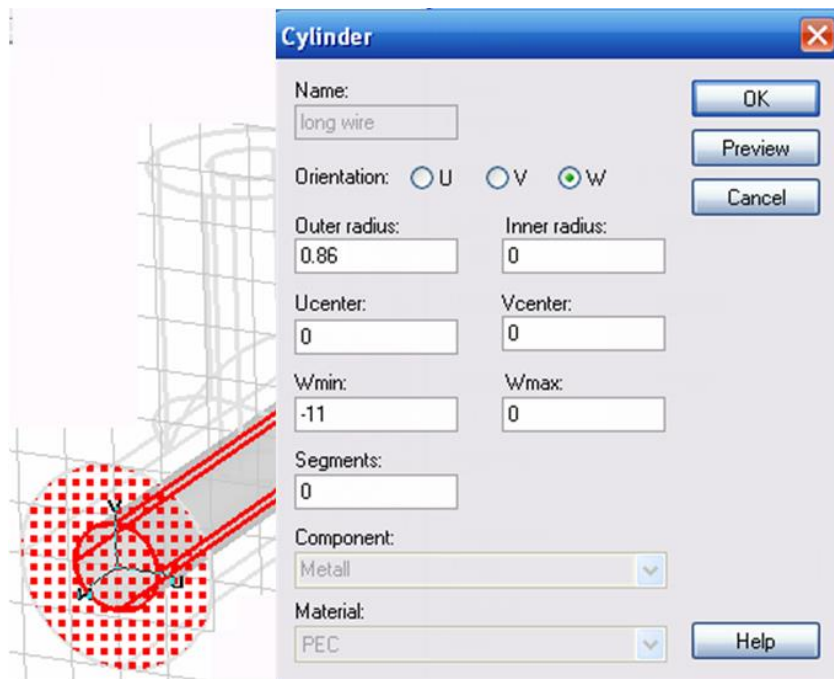 Cylinder
Name:
long wire
OK
Preview
Orientation: U V W
Cancel
Outer radius: Inner radius:
0.86 0
Ucenter: Vcenter:
0 0
Wmin: Wmax:
-11 0
Segments:
0
Component:
Metall
Material:
PEC
Help
v
u
w